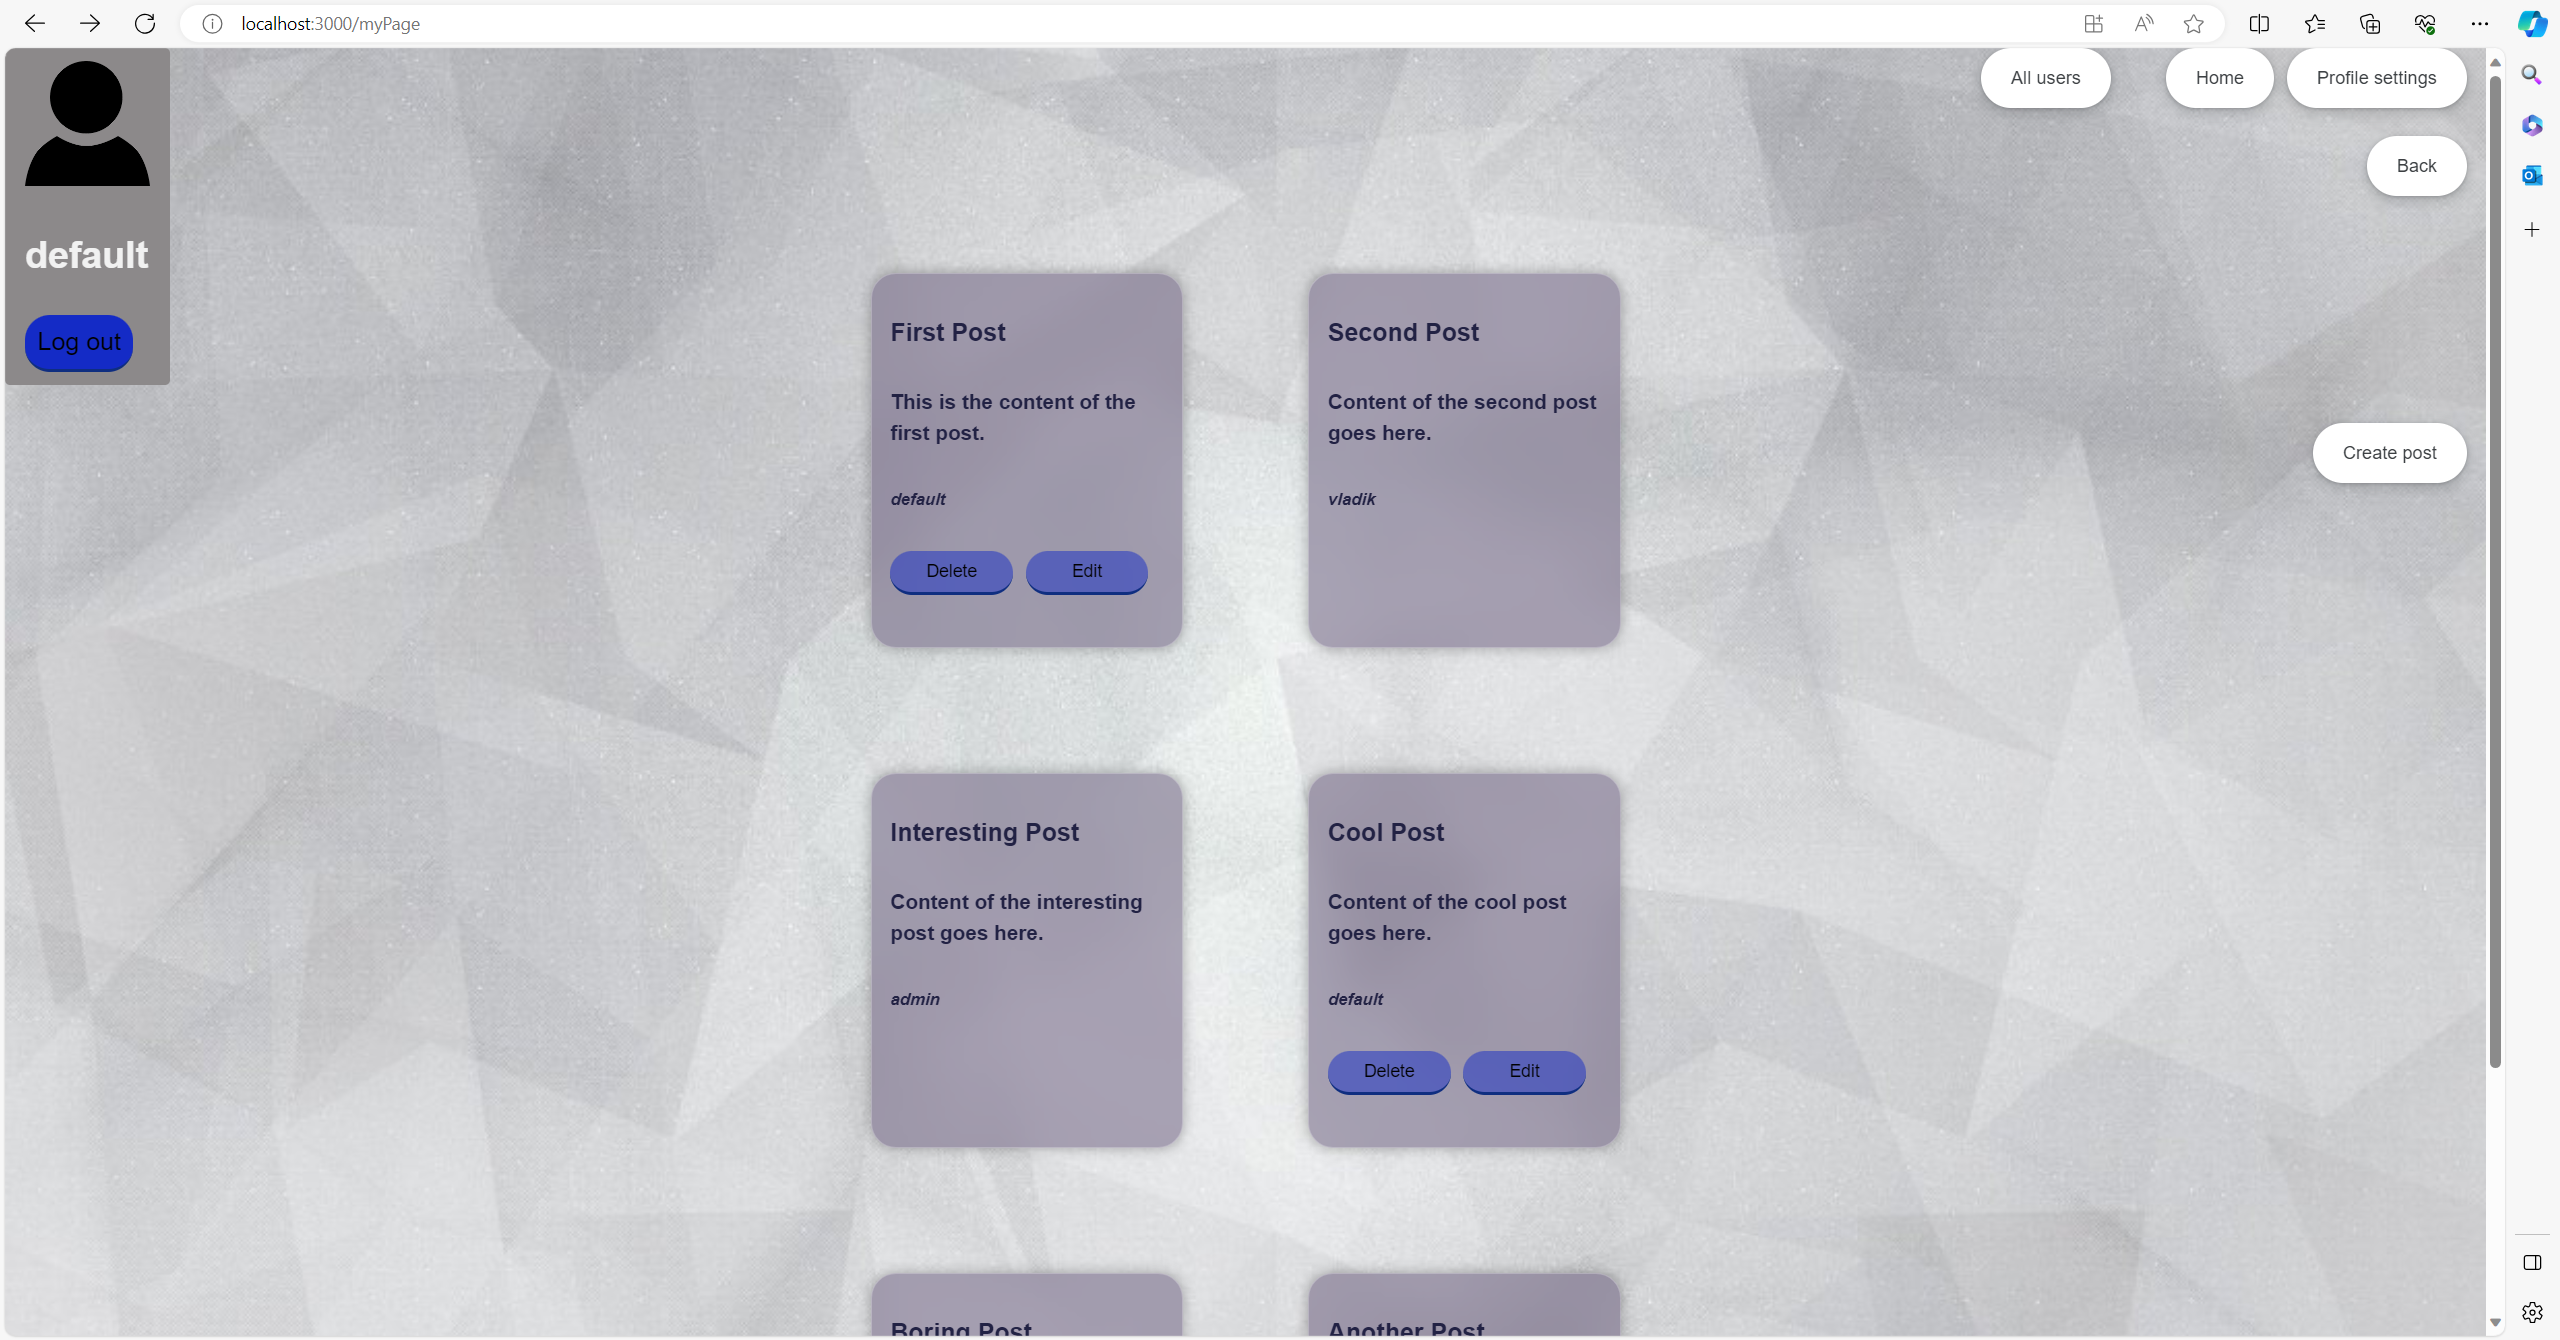 localhost:3000/myPage
All users
Home
Profile settings
Back
default
Log out
Create post
First Post
This is the content of the
first post.
default
Delete
Edit
Second Post
Content of the second post
goes here.
vladik
Interesting Post
Content of the interesting
post goes here.
admin
Cool Post
Content of the cool post
goes here.
default
Delete
Edit
Boring Post
Another Post